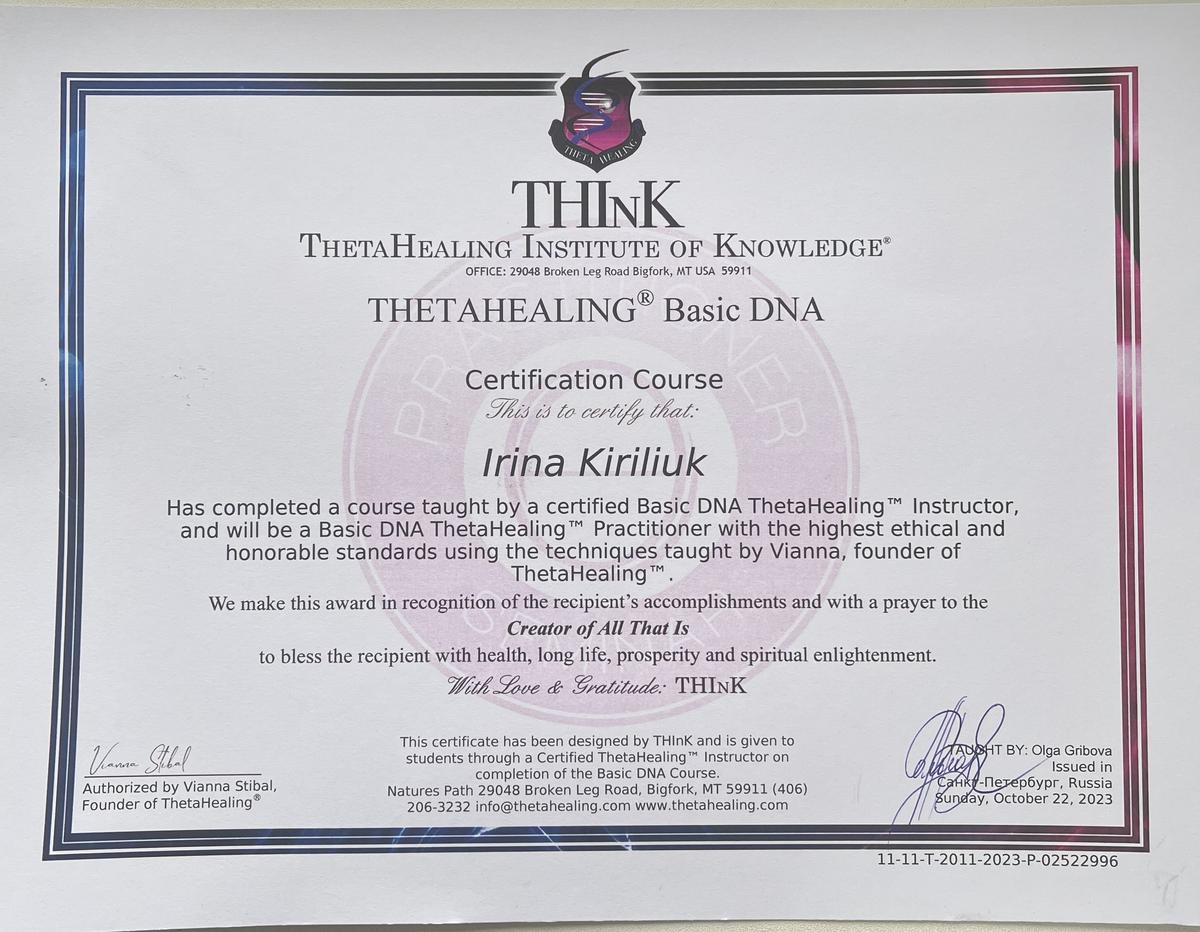 THETA HEALING
THInK
ThetaHealing Institute of Knowledge®
OFFICE: 29048 Broken Leg Road Bigfork, MT USA 59911
THETAHEALING® Basic DNA
PRACTITIONER
Certification Course
This is to certify that:
Irina Kiriliuk
Has completed a course taught by a certified Basic DNA ThetaHealing™ Instructor,
and will be a Basic DNA ThetaHealing™ Practitioner with the highest ethical and
honorable standards using the techniques taught by Vianna, founder of
ThetaHealing™.
We make this award in recognition of the recipient's accomplishments and with a prayer to the
Creator of All That Is
to bless the recipient with health, long life, prosperity and spiritual enlightenment.
SEMINAR
With Love & Gratitude: THInK
Vianna Stibal
Authorized by Vianna Stibal,
Founder of ThetaHealing®
This certificate has been designed by THInK and is given to
students through a Certified ThetaHealing™ Instructor on
completion of the Basic DNA Course.
Natures Path 29048 Broken Leg Road, Bigfork, MT 59911 (406)
206-3232 info@thetahealing.com www.thetahealing.com
TAUGHT BY: Olga Gribova
Issued in
Санкт-Петербург, Russia
Sunday, October 22, 2023
11-11-T-2011-2023-P-02522996